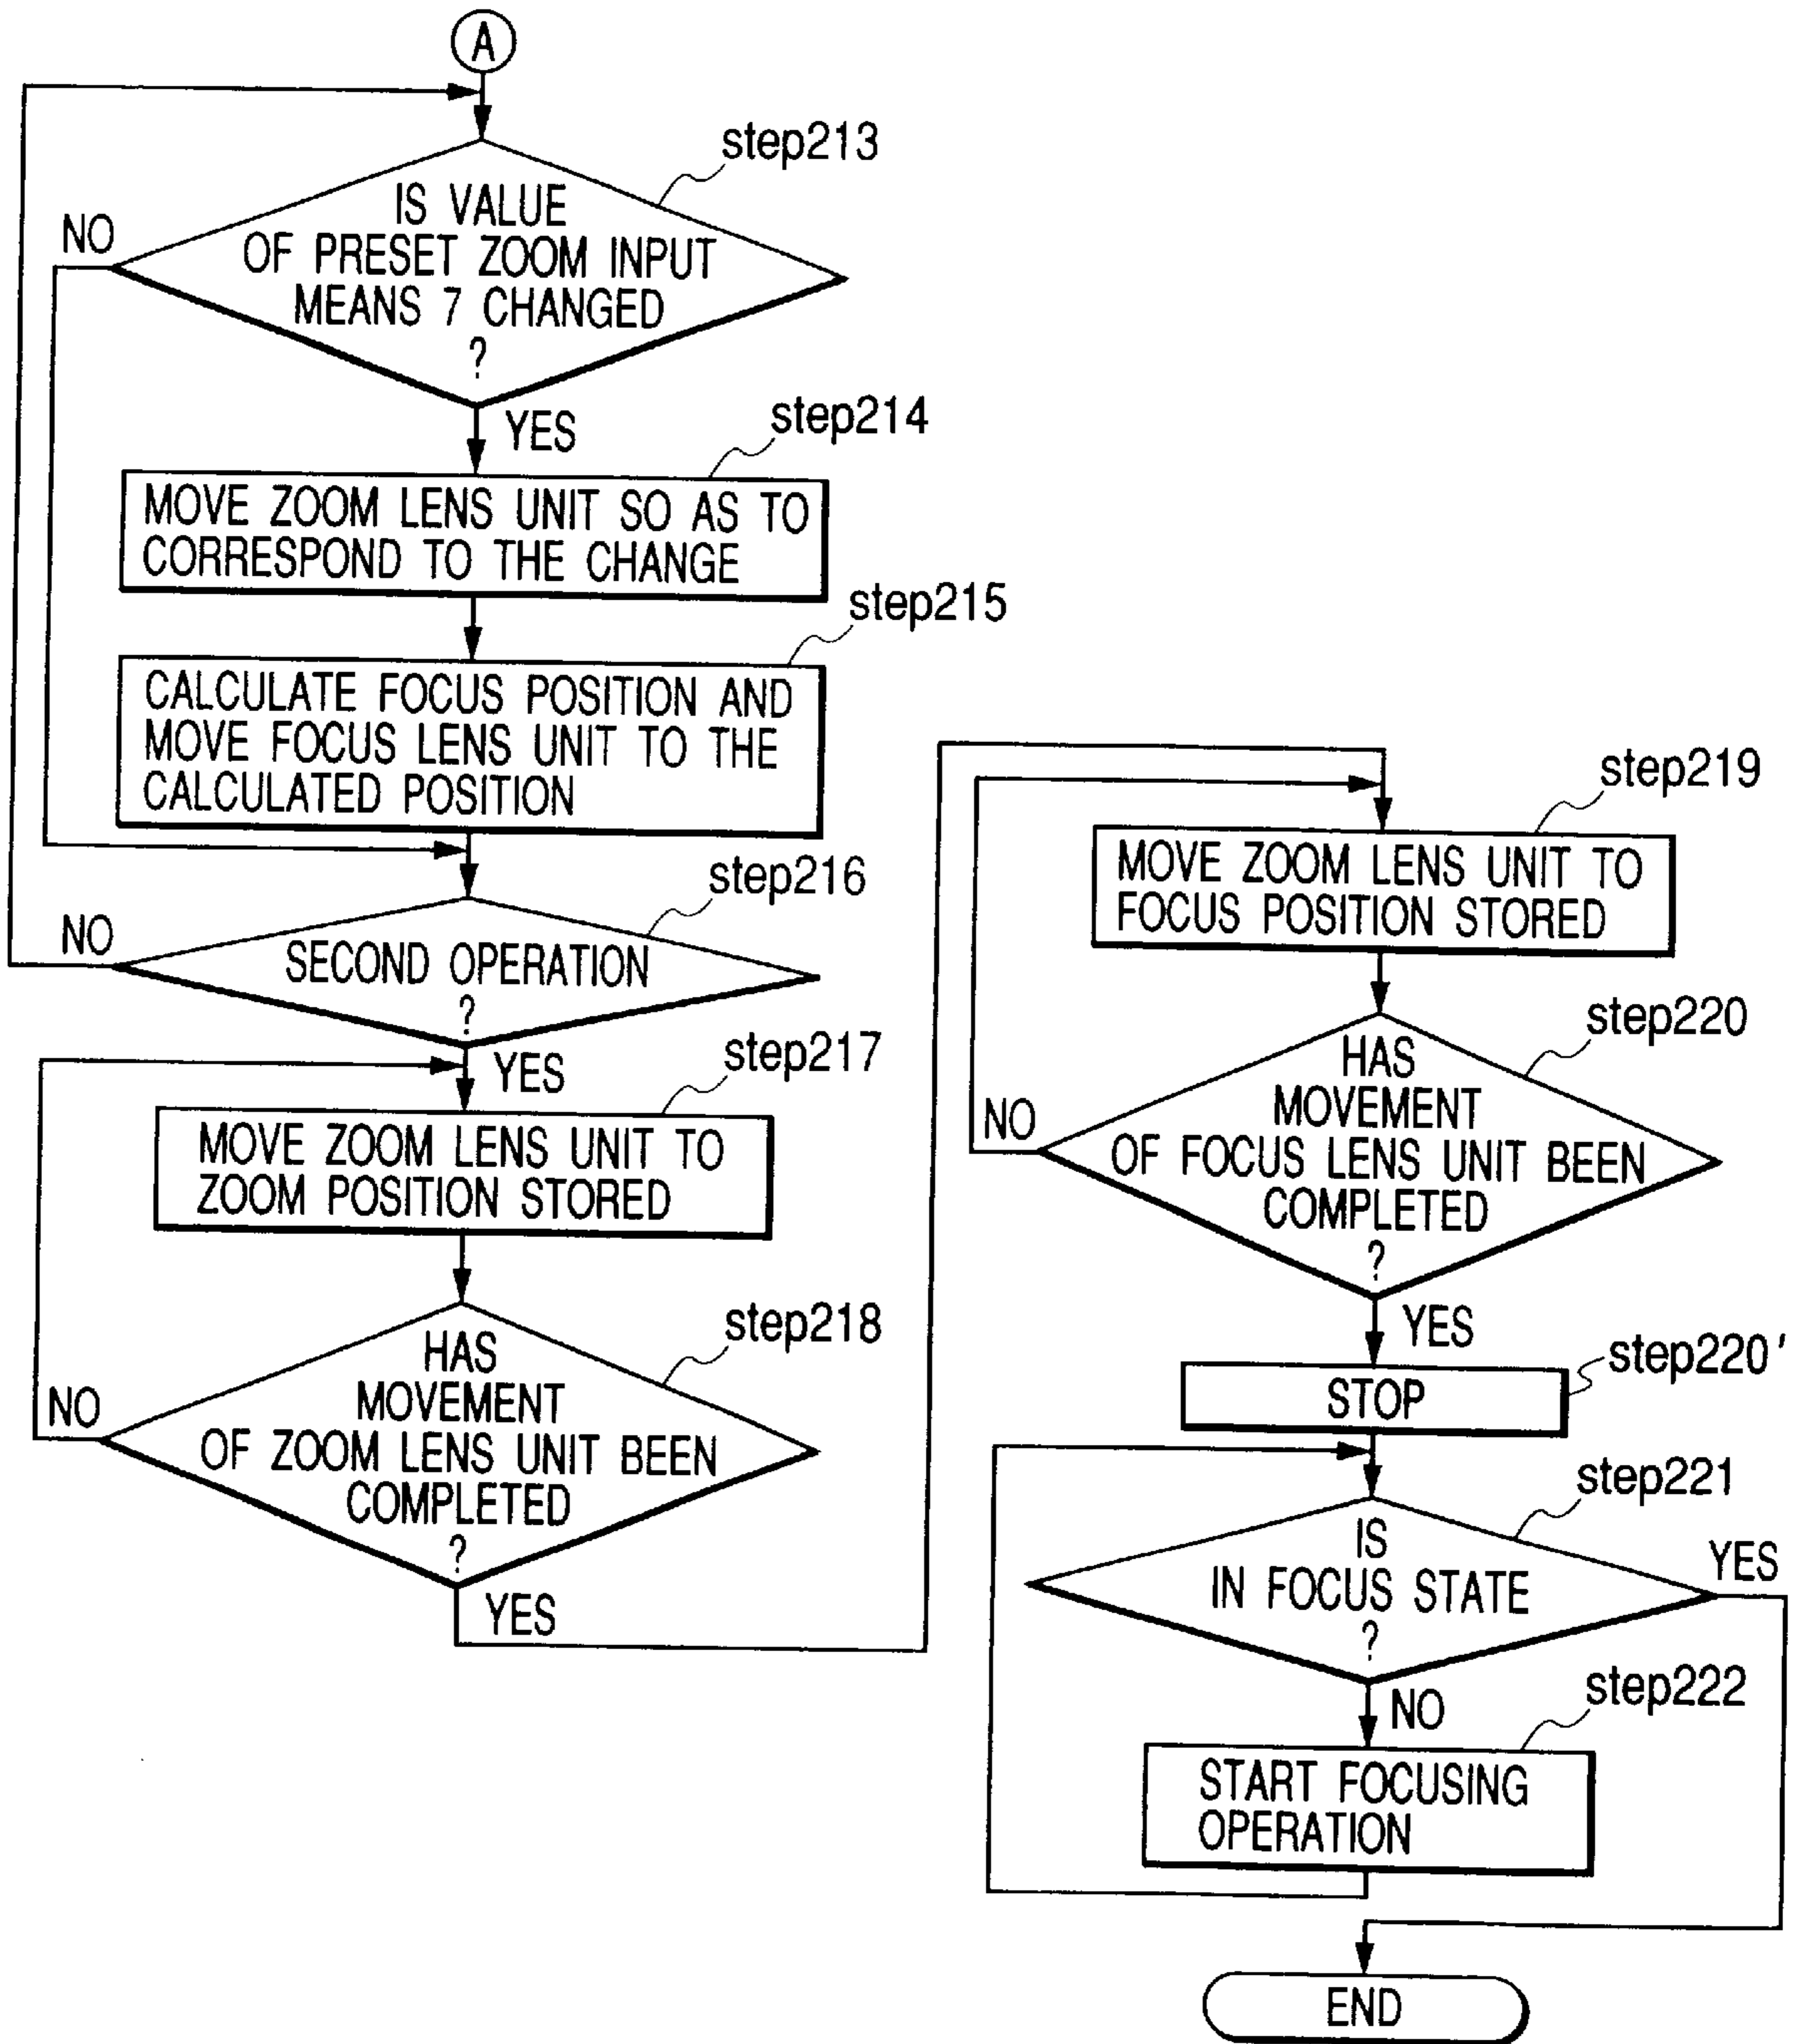 A
step213
IS VALUE
OF PRESET ZOOM INPUT
MEANS 7 CHANGED
?
NO
YES
step214
MOVE ZOOM LENS UNIT SO AS TO
CORRESPOND TO THE CHANGE
step215
CALCULATE FOCUS POSITION AND
MOVE FOCUS LENS UNIT TO THE
CALCULATED POSITION
step216
NO
SECOND OPERATION
?
YES
step217
MOVE ZOOM LENS UNIT TO
ZOOM POSITION STORED
step218
HAS
MOVEMENT
OF ZOOM LENS UNIT BEEN
COMPLETED
?
NO
YES
step219
MOVE ZOOM LENS UNIT TO
FOCUS POSITION STORED
step220
HAS
MOVEMENT
OF FOCUS LENS UNIT BEEN
COMPLETED
?
NO
YES
step220'
STOP
step221
IS
IN FOCUS STATE
?
YES
NO
step222
START FOCUSING
OPERATION
END